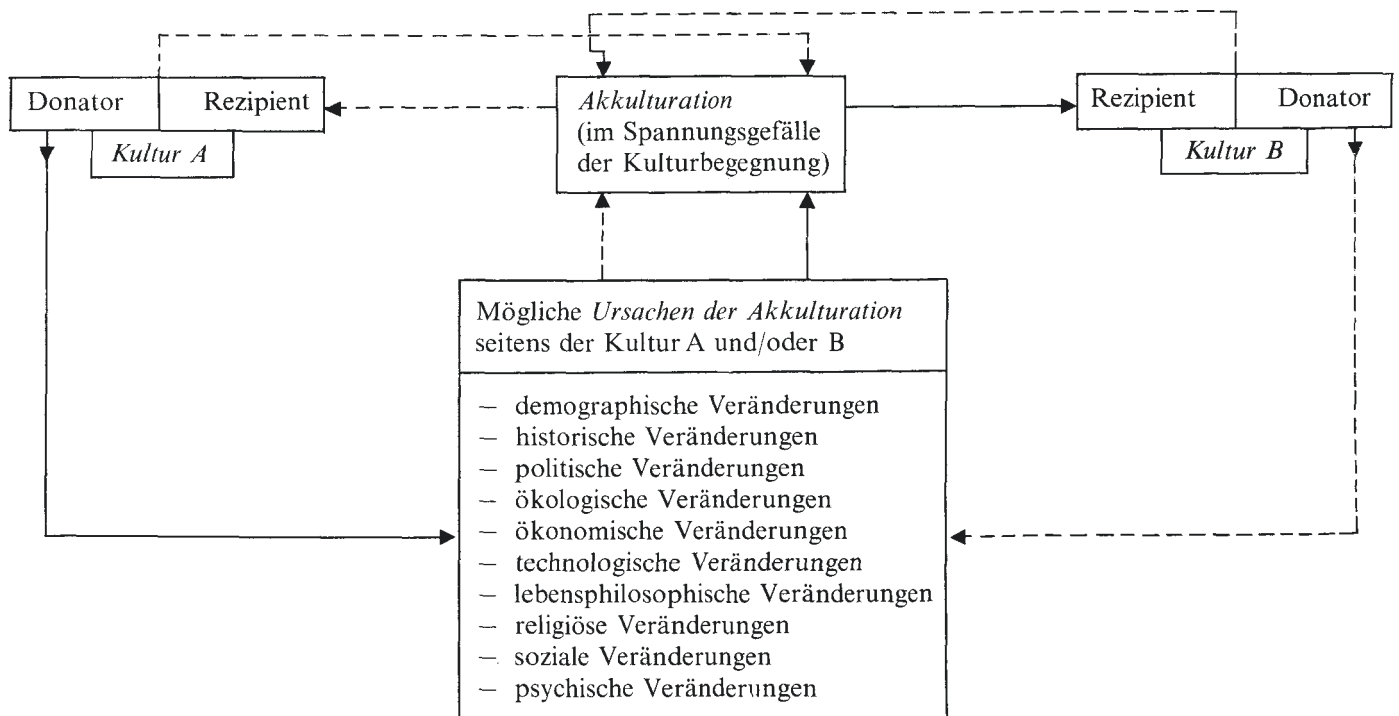 Donator Rezipient
Kultur A
Akkulturation
(im Spannungsgefälle
der Kulturbegegnung)
Rezipient Donator
Kultur B
Mögliche Ursachen der Akkulturation
seitens der Kultur A und/oder B
– demographische Veränderungen
– historische Veränderungen
– politische Veränderungen
– ökologische Veränderungen
– ökonomische Veränderungen
– technologische Veränderungen
– lebensphilosophische Veränderungen
– religiöse Veränderungen
– soziale Veränderungen
– psychische Veränderungen